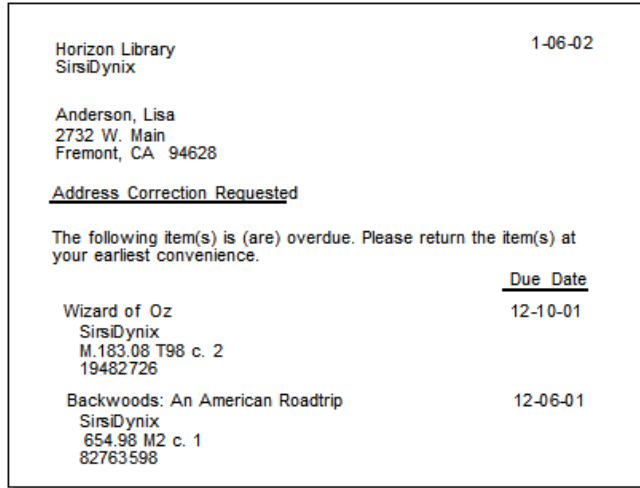 Horizon Library 1-06-02
SirsiDynix
Anderson, Lisa
2732 W. Main
Fremont, CA 94628
Address Correction Requested
The following item(s) is (are) overdue. Please return the item(s) at
your earliest convenience.
Due Date
Wizard of Oz 12-10-01
SirsiDynix
M.183.08 T98 c. 2
19482726
Backwoods: An American Roadtrip 12-06-01
SirsiDynix
654.98 M2 c. 1
82763598